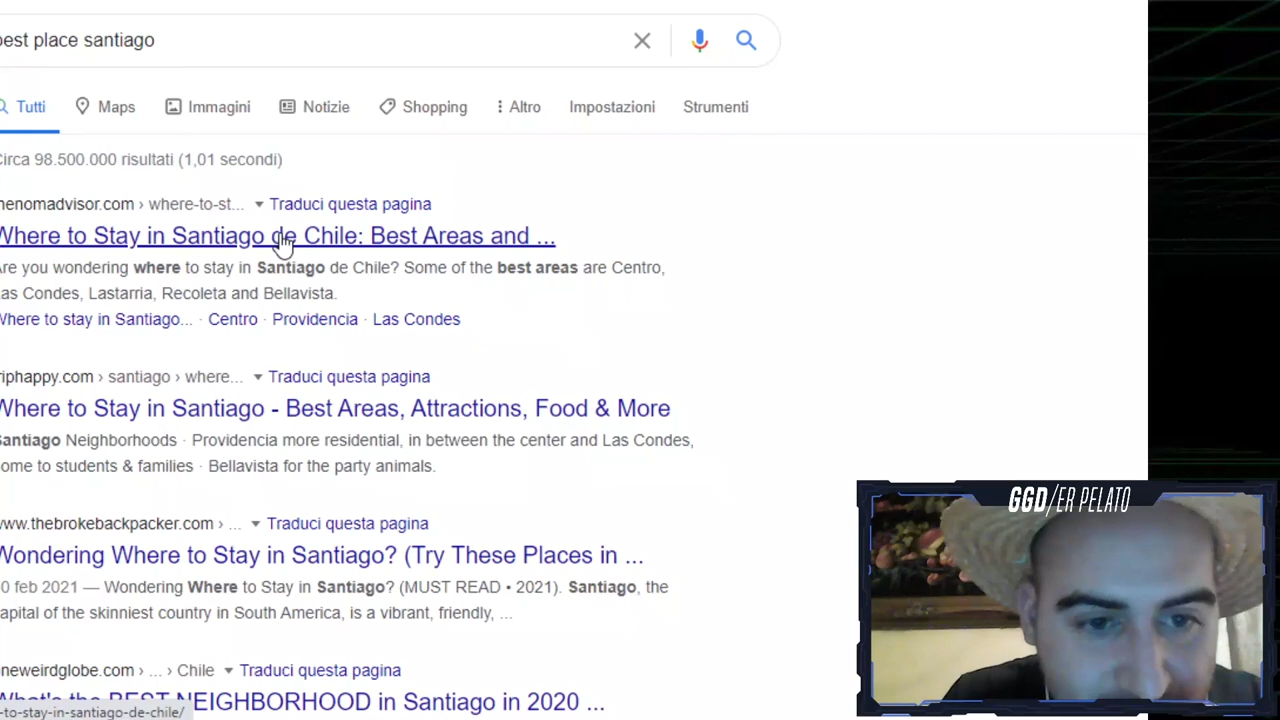 est place santiago
Tutti Maps Immagini Notizie Shopping Altro Impostazioni Strumenti
Circa 98.500.000 risultati (1,01 secondi)
henomadvisor.com › where-to-st... Traduci questa pagina
Where to Stay in Santiago de Chile: Best Areas and ...
Are you wondering where to stay in Santiago de Chile? Some of the best areas are Centro,
as Condes, Lastarria, Recoleta and Bellavista.
Where to stay in Santiago... · Centro · Providencia · Las Condes
riphappy.com › santiago › where... Traduci questa pagina
Where to Stay in Santiago - Best Areas, Attractions, Food & More
Santiago Neighborhoods · Providencia more residential, in between the center and Las Condes,
ome to students & families · Bellavista for the party animals.
www.thebrokebackpacker.com › ... Traduci questa pagina
Wondering Where to Stay in Santiago? (Try These Places in ...
0 feb 2021 — Wondering Where to Stay in Santiago? (MUST READ • 2021). Santiago, the
apital of the skinniest country in South America, is a vibrant, friendly, ...
neweirdglobe.com › ... › Chile Traduci questa pagina
What's the BEST NEIGHBORHOOD in Santiago in 2020 ...
-to-stay-in-santiago-de-chile/
GGD/ER PELATO